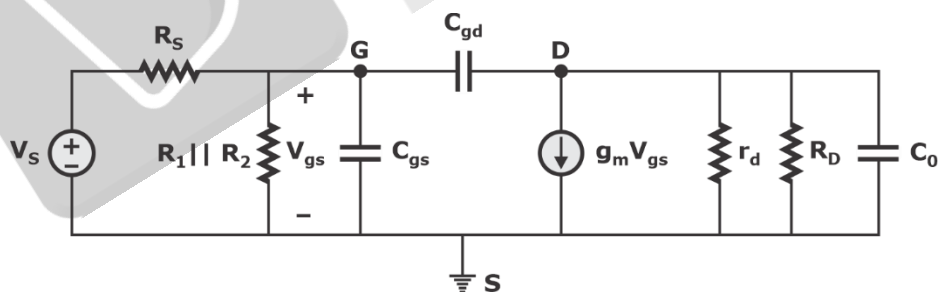 C_gd
R_S
G
D
+
V_S
+
−
R_1|| R_2
V_gs
C_gs
g_mV_gs
r_d
R_D
C_0
−
S